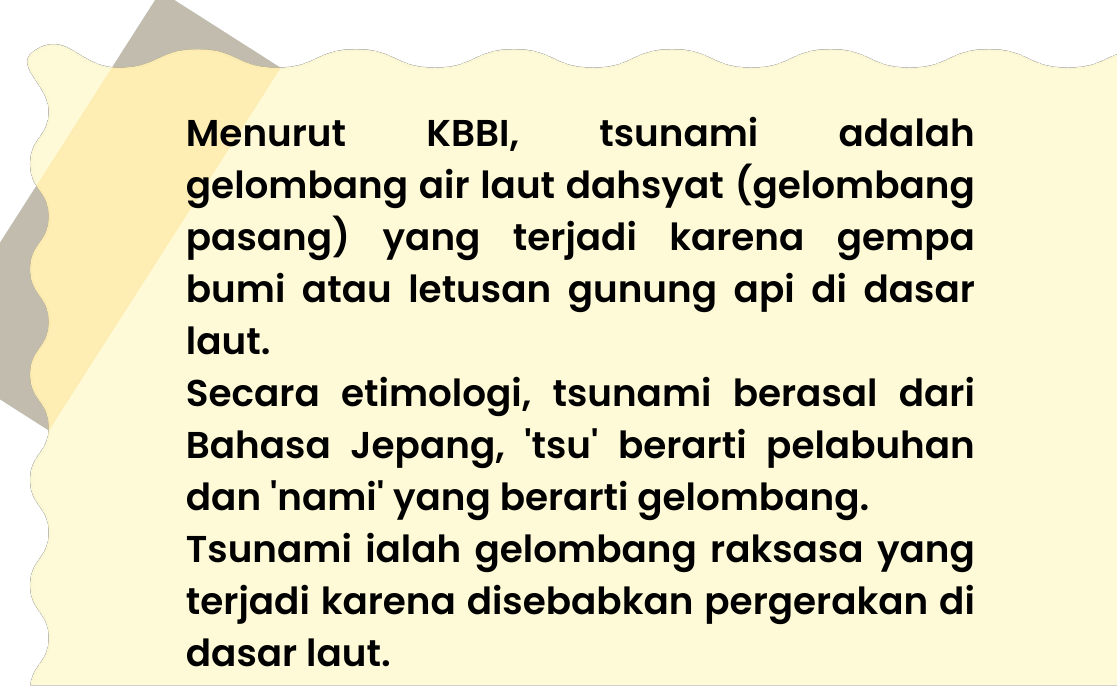 Menurut KBBI, tsunami adalah
gelombang air laut dahsyat (gelombang
pasang) yang terjadi karena gempa
bumi atau letusan gunung api di dasar
laut.
Secara etimologi, tsunami berasal dari
Bahasa Jepang, 'tsu' berarti pelabuhan
dan 'nami' yang berarti gelombang.
Tsunami ialah gelombang raksasa yang
terjadi karena disebabkan pergerakan di
dasar laut.